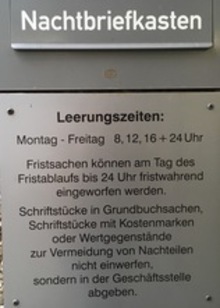 Nachtbriefkasten
Leerungszeiten:
Montag - Freitag 8, 12, 16 + 24 Uhr
Fristsachen können am Tag des
Fristablaufs bis 24 Uhr fristwahrend
eingeworfen werden.
Schriftstücke in Grundbuchsachen,
Schriftstücke mit Kostenmarken
oder Wertgegenstände
zur Vermeidung von Nachteilen
nicht einwerfen,
sondern in der Geschäftsstelle
abgeben.